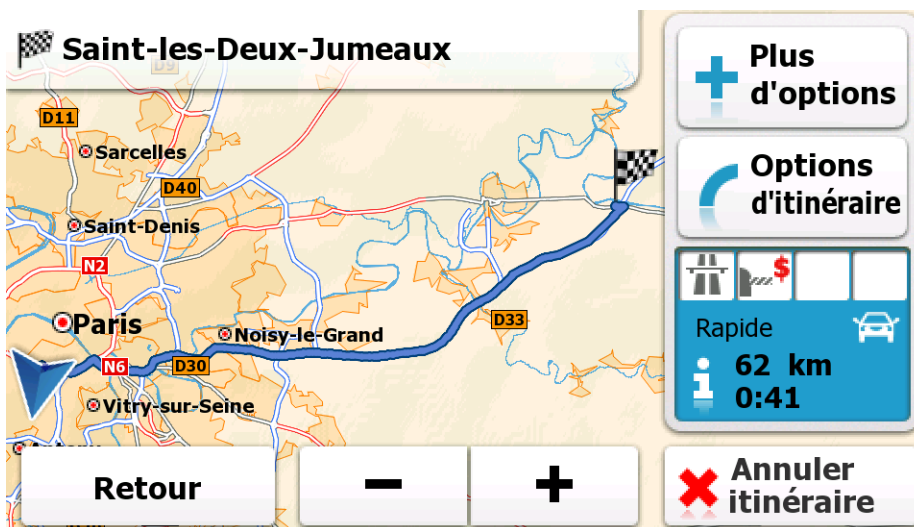 Saint-les-Deux-Jumeaux
D11
Sarcelles
D40
Saint-Denis
N2
Paris
Noisy-le-Grand
D33
N6
D30
Vitry-sur-Seine
Plus
d'options
Options
d'itinéraire
$
Rapide
62 km
0:41
Retour
−
+
Annuler
itinéraire